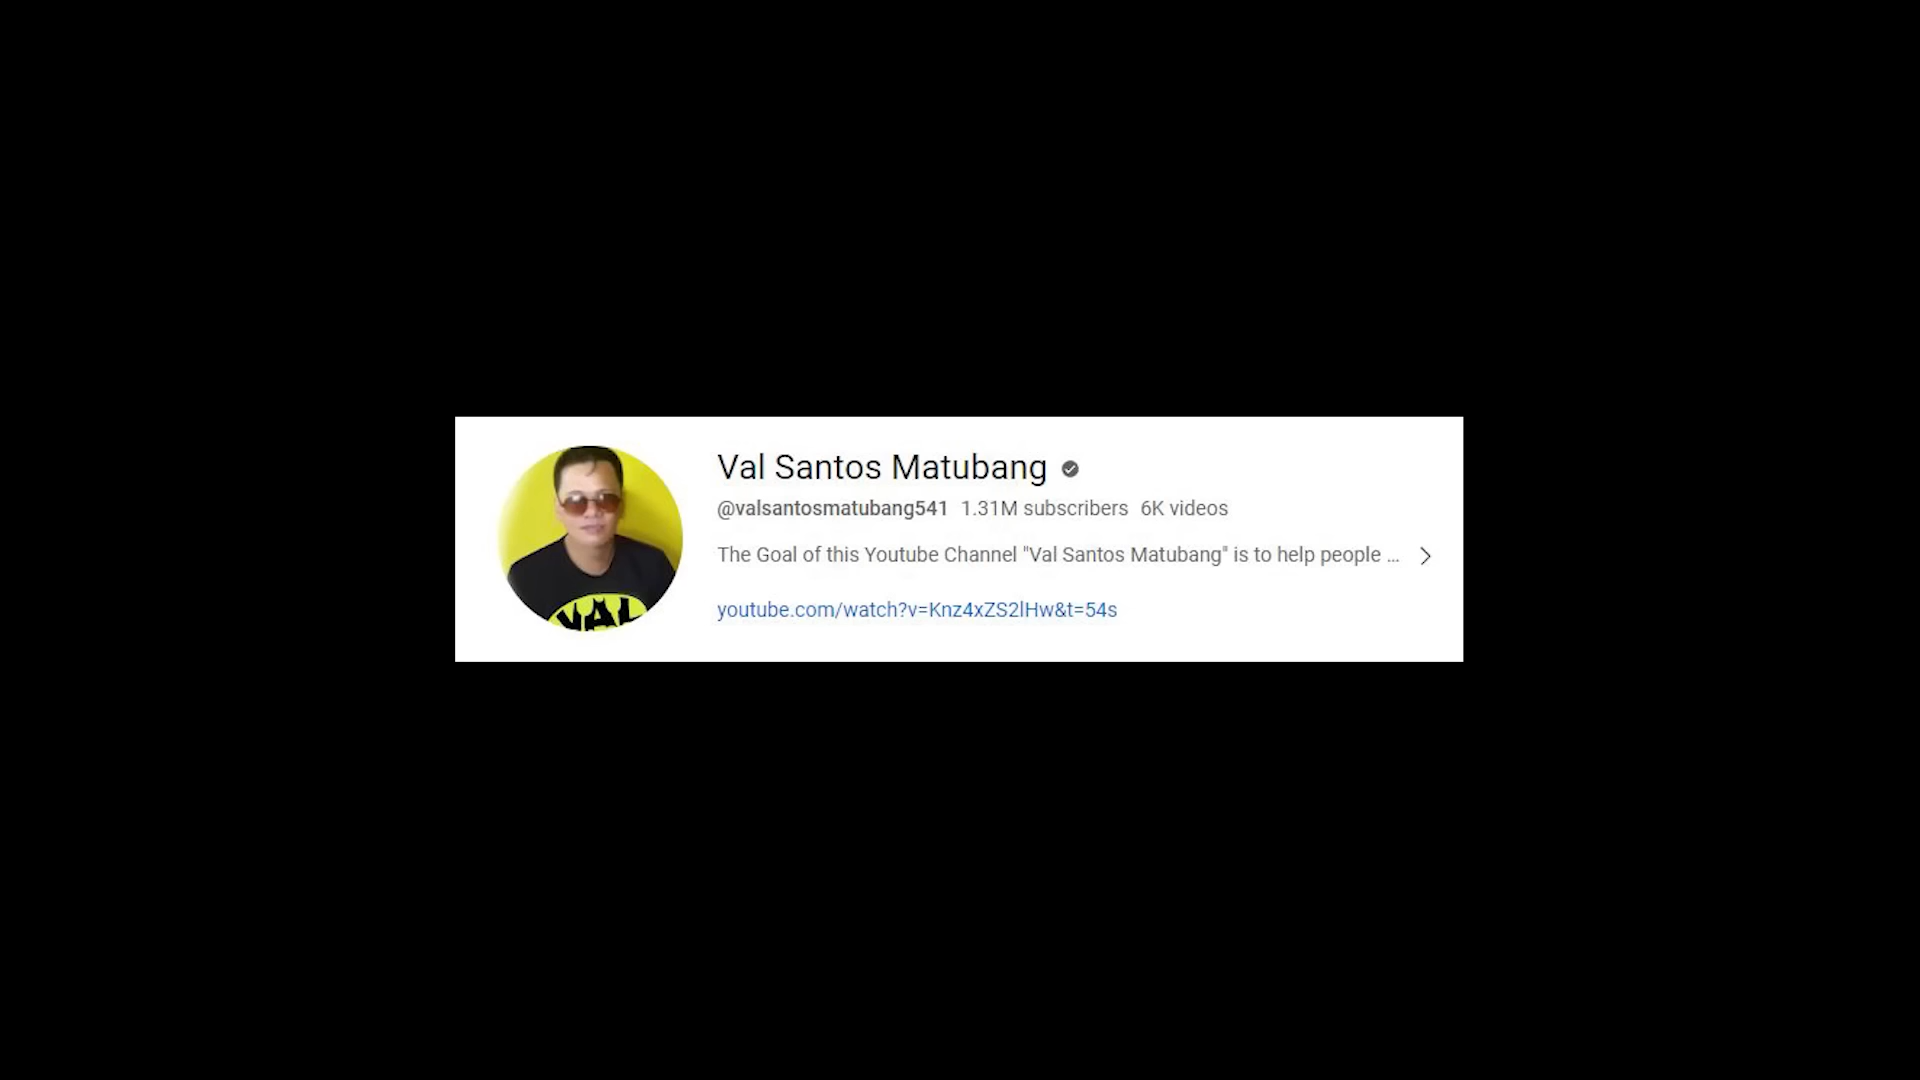 Val Santos Matubang
@valsantosmatubang541 1.31M subscribers 6K videos
The Goal of this Youtube Channel "Val Santos Matubang" is to help people ...
youtube.com/watch?v=Knz4xZS2lHw&t=54s
VAL